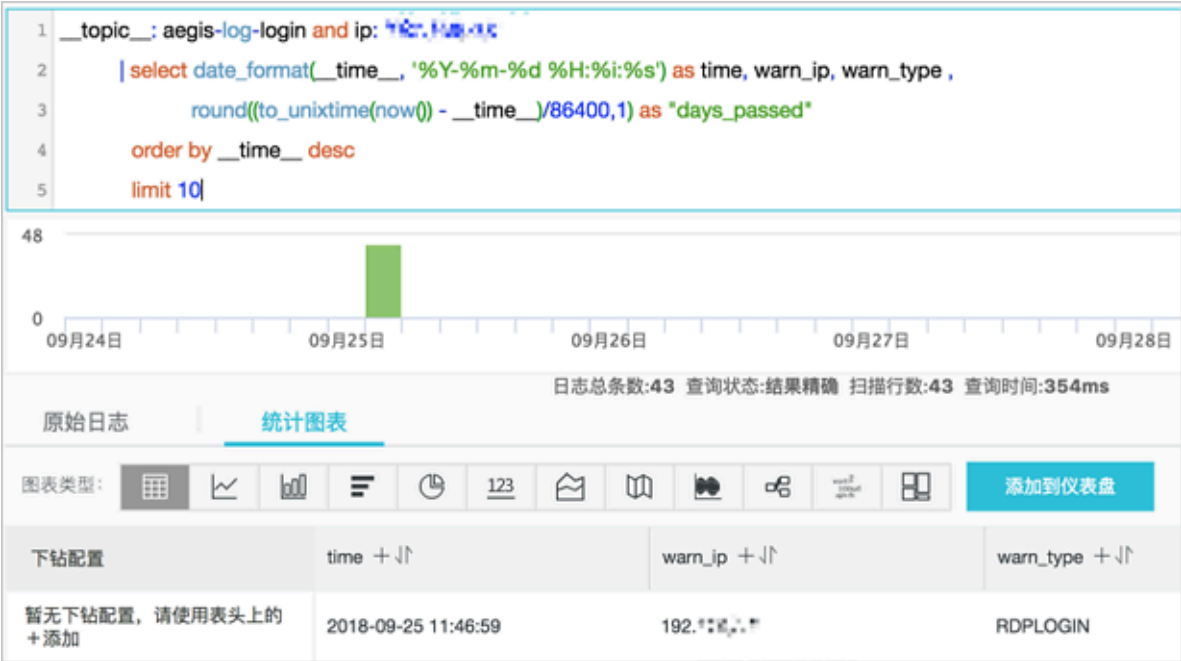 1 __topic__: aegis-log-login and ip:
2 | select date_format(__time__, '%Y-%m-%d %H:%i:%s') as time, warn_ip, warn_type ,
3 round((to_unixtime(now()) - __time__)/86400,1) as "days_passed"
4 order by __time__ desc
5 limit 10
48
0
09月24日 09月25日 09月26日 09月27日 09月28日
日志总条数:43 查询状态:结果精确 扫描行数:43 查询时间:354ms
原始日志 统计图表
图表类型: 123 添加到仪表盘
下钻配置 time warn_ip warn_type
暂无下钻配置，请使用表头上的
+添加 2018-09-25 11:46:59 192. RDPLOGIN